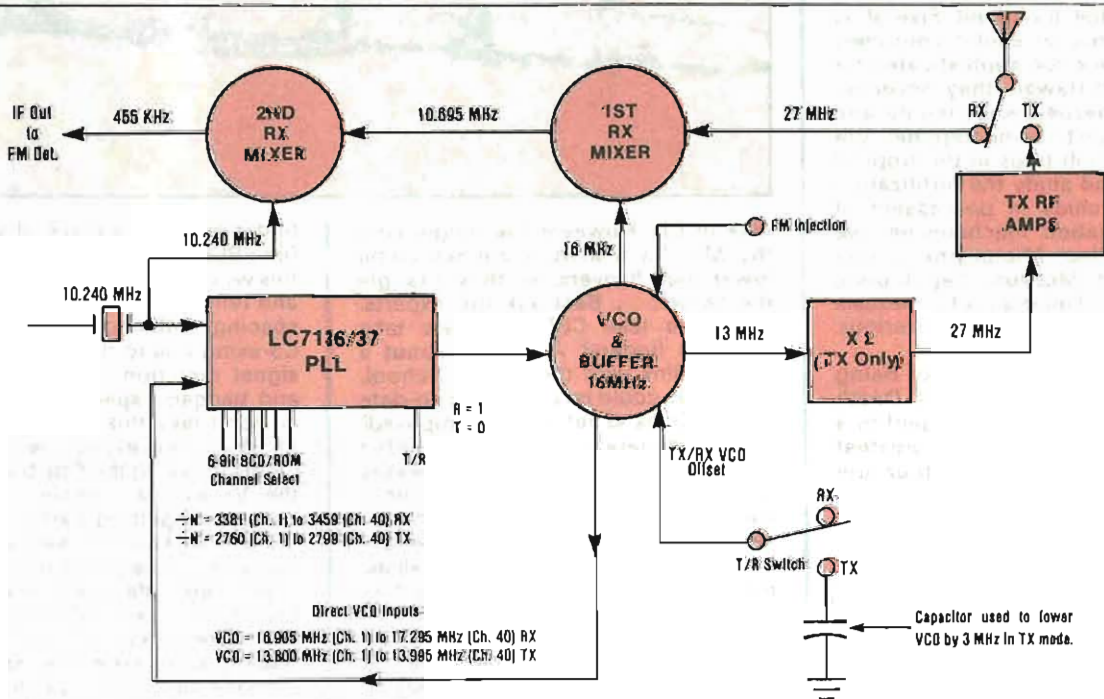 IF Out
to
FM Det.
455 KHz
2ND
RX
MIXER
10.695 MHz
1ST
RX
MIXER
27 MHz
RX
TX
TX RF
AMPS
10.240 MHz
16 MHz
FM Injection
10.240 MHz
LC7136/37
PLL
VCO
&
BUFFER
16MHz
13 MHz
X 2
(TX Only)
27 MHz
R = 1
T = 0
6-Bit BCD/ROM
Channel Select
T/R
TX/RX VCO
Offset
÷N = 3381 (Ch. 1) to 3459 (Ch. 40) RX
÷N = 2760 (Ch. 1) to 2799 (Ch. 40) TX
RX
T/R Switch
TX
Direct VCO Inputs
VCO = 16.905 MHz (Ch. 1) to 17.295 MHz (Ch. 40) RX
VCO = 13.800 MHz (Ch. 1) to 13.995 MHz (Ch. 40) TX
Capacitor used to lower
VCO by 3 MHz in TX mode.